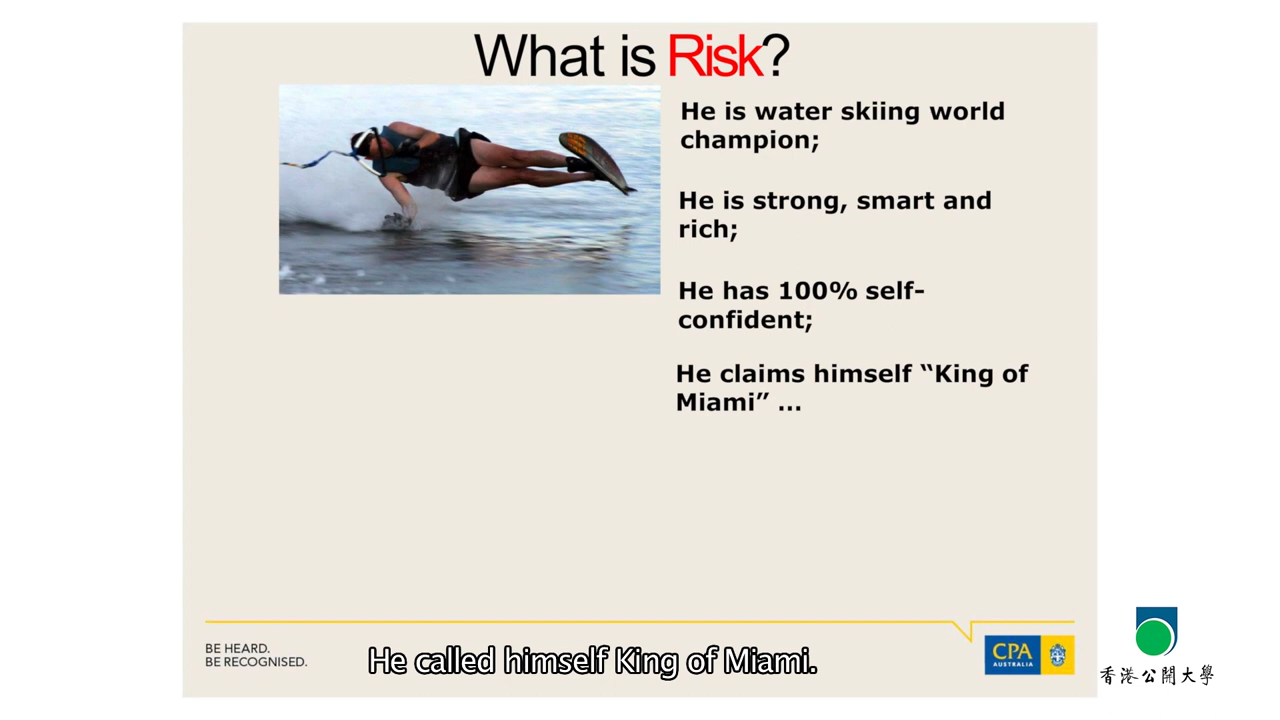 What is Risk?
He is water skiing world
champion;
He is strong, smart and
rich;
He has 100% self-
confident;
He claims himself “King of
Miami” ...
BE HEARD.
BE RECOGNISED.
He called himself King of Miami.
CPA
AUSTRALIA
香港公開大學